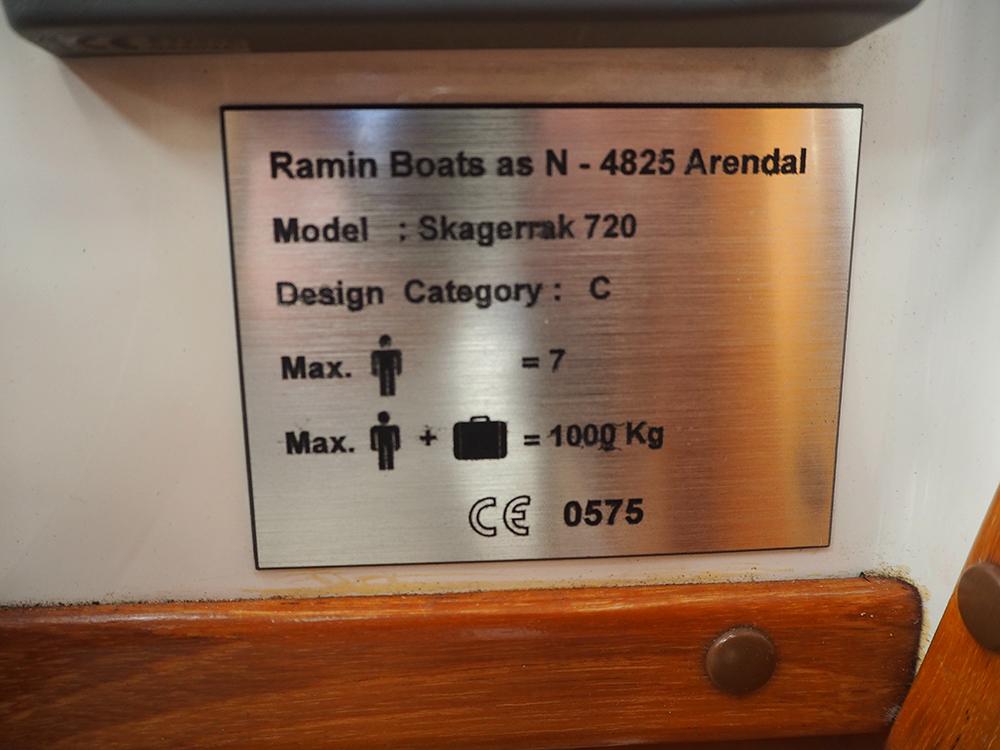 Ramin Boats as N - 4825 Arendal
Model : Skagerrak 720
Design Category : C
Max. = 7
Max. + = 1000 Kg
CE 0575